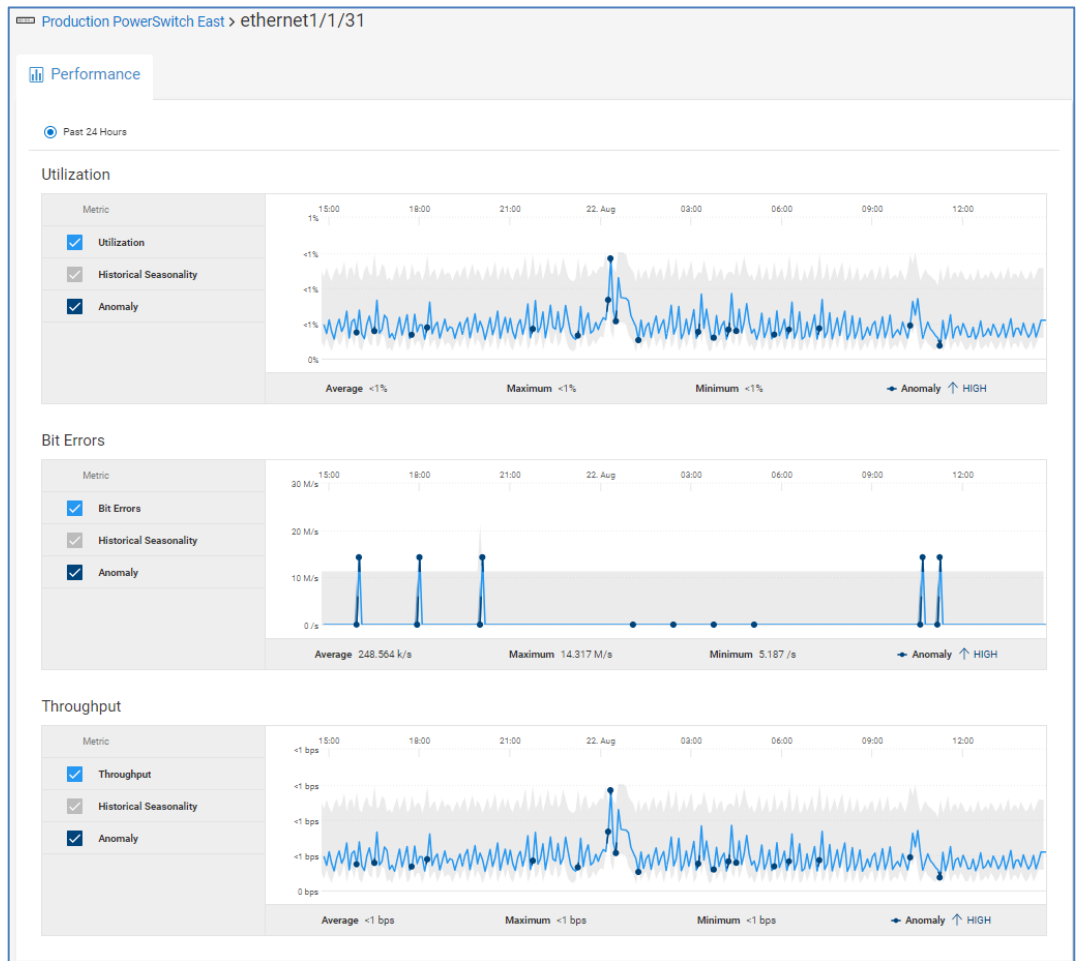 Production PowerSwitch East > ethernet1/1/31
Performance
Past 24 Hours
Utilization
Metric
Utilization
Historical Seasonality
Anomaly
15:00 18:00 21:00 22. Aug 03:00 06:00 09:00 12:00
1%
<1%
<1%
<1%
0%
Average <1% Maximum <1% Minimum <1% Anomaly ↑ HIGH
Bit Errors
Metric
Bit Errors
Historical Seasonality
Anomaly
15:00 18:00 21:00 22. Aug 03:00 06:00 09:00 12:00
30 M/s
20 M/s
10 M/s
0 /s
Average 248.564 k/s Maximum 14.317 M/s Minimum 5.187 /s Anomaly ↑ HIGH
Throughput
Metric
Throughput
Historical Seasonality
Anomaly
15:00 18:00 21:00 22. Aug 03:00 06:00 09:00 12:00
<1 bps
<1 bps
<1 bps
<1 bps
0 bps
Average <1 bps Maximum <1 bps Minimum <1 bps Anomaly ↑ HIGH